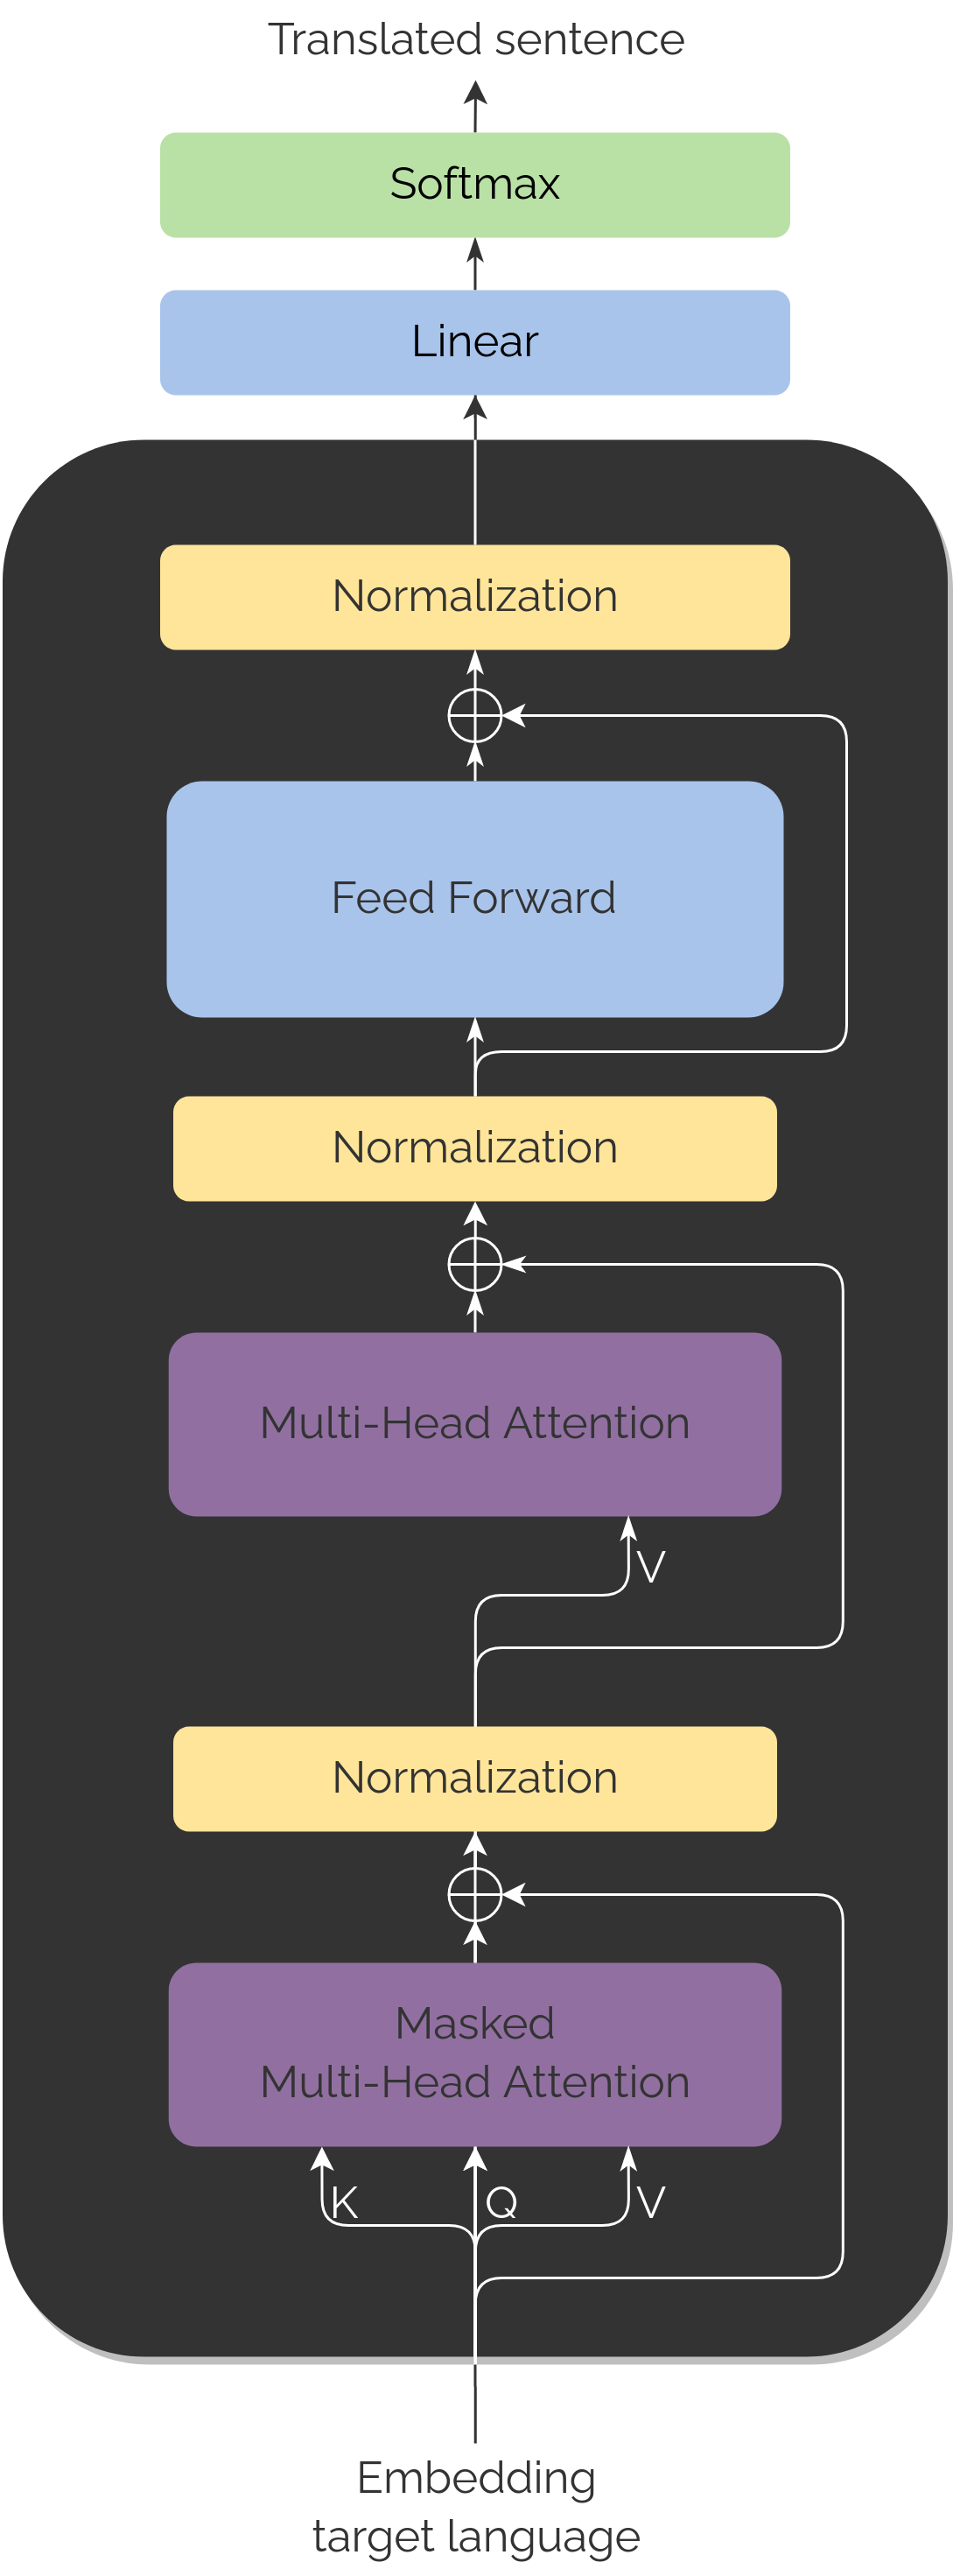 Translated sentence
Softmax
Linear
Normalization
Feed Forward
Normalization
Multi-Head Attention
V
Normalization
Masked
Multi-Head Attention
K Q V
Embedding
target language